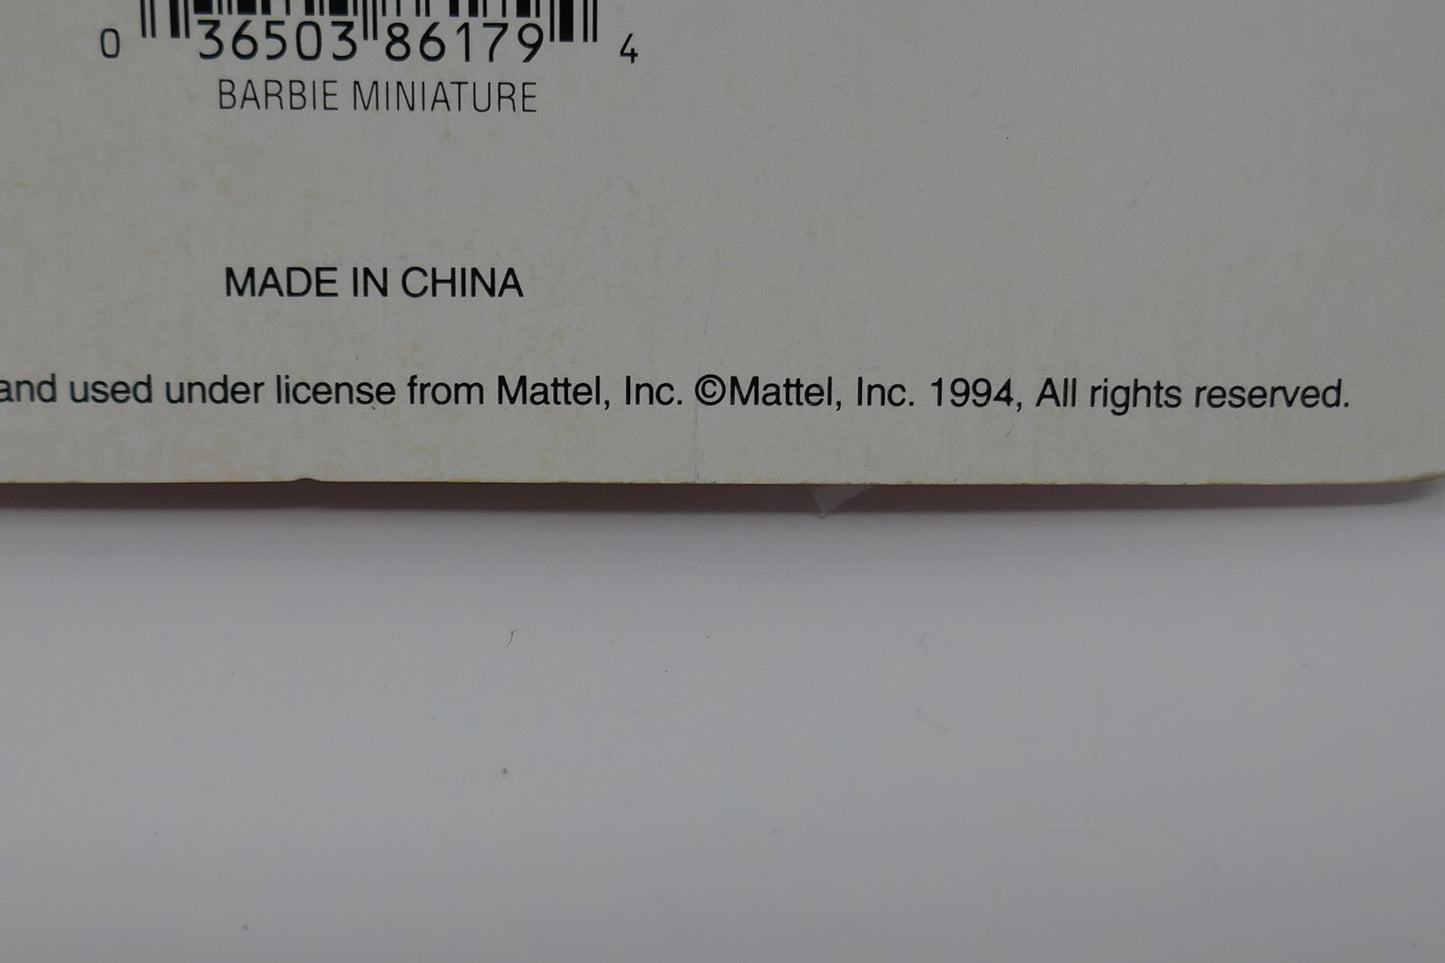 0 36503 86179 4
BARBIE MINIATURE
MADE IN CHINA
and used under license from Mattel, Inc. ©Mattel, Inc. 1994, All rights reserved.